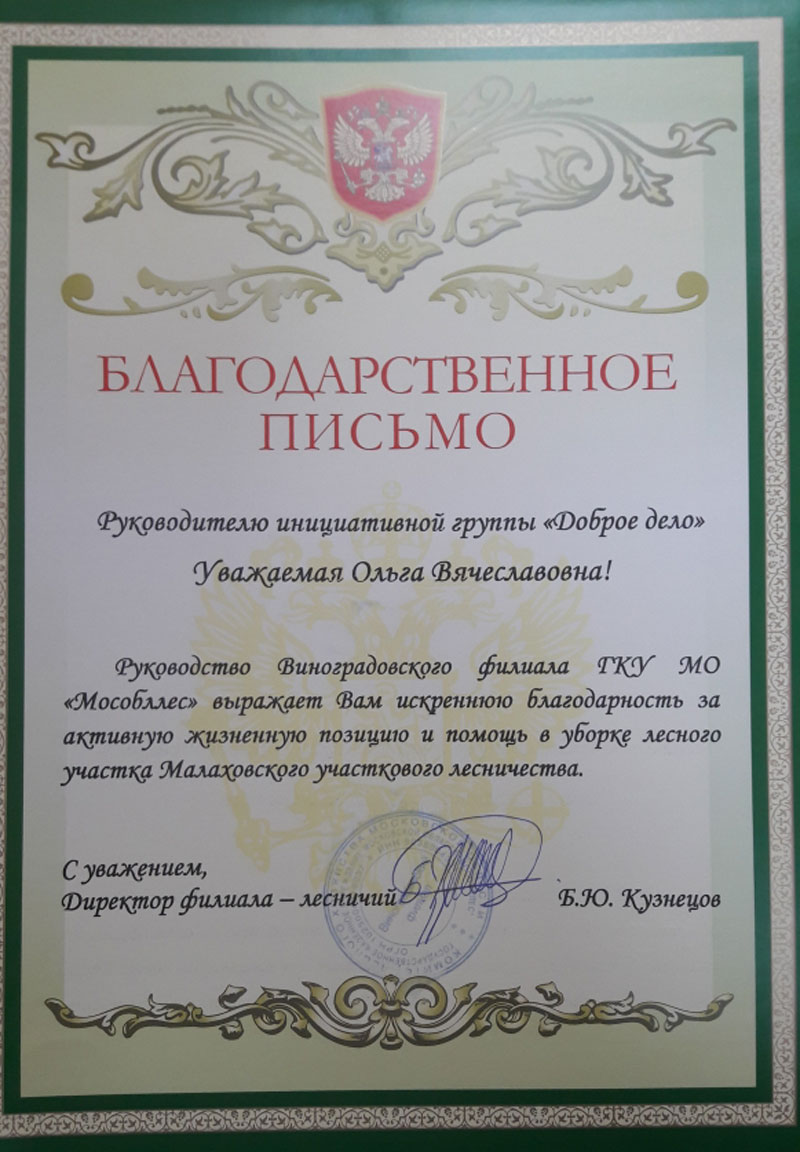 БЛАГОДАРСТВЕННОЕ
ПИСЬМО
Руководителю инициативной группы «Доброе дело»
Уважаемая Ольга Вячеславовна!
Руководство Виноградовского филиала ГКУ МО
«Мособллес» выражает Вам искреннюю благодарность за
активную жизненную позицию и помощь в уборке лесного
участка Малаховского участкового лесничества.
С уважением,
Директор филиала – лесничий
Б.Ю. Кузнецов